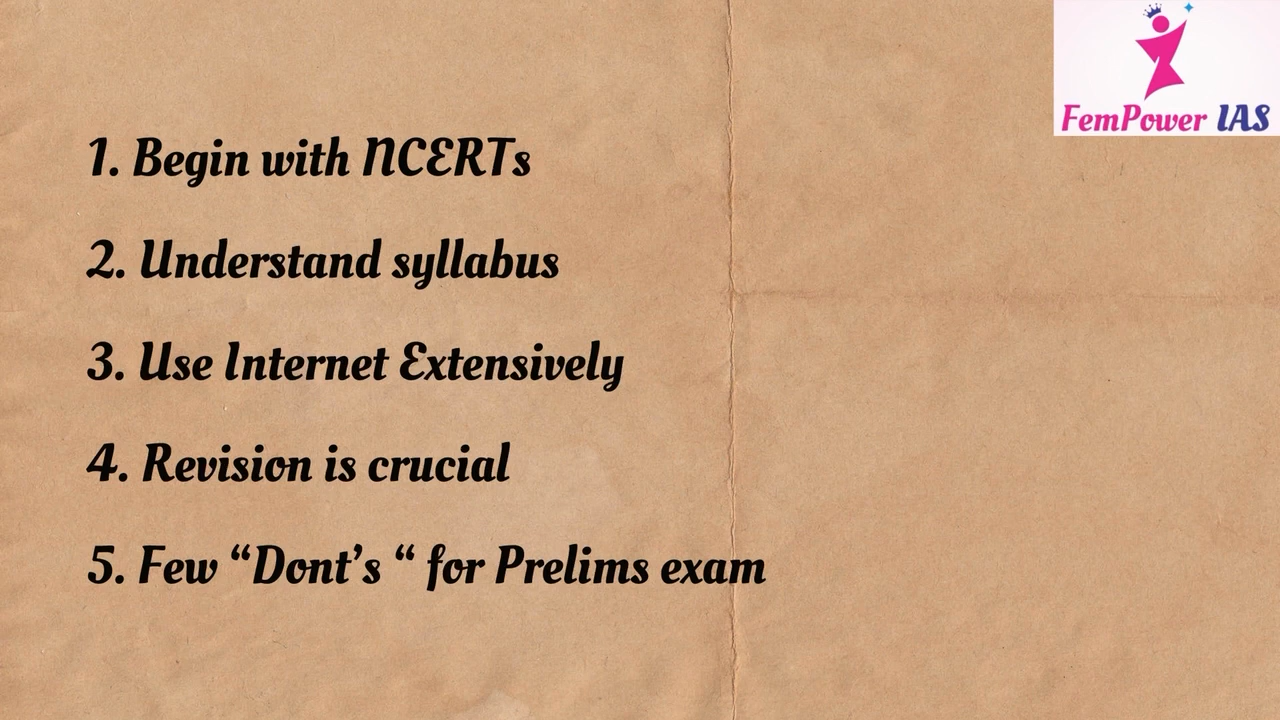 FemPower IAS
1. Begin with NCERTs
2. Understand syllabus
3. Use Internet Extensively
4. Revision is crucial
5. Few “Dont’s “ for Prelims exam